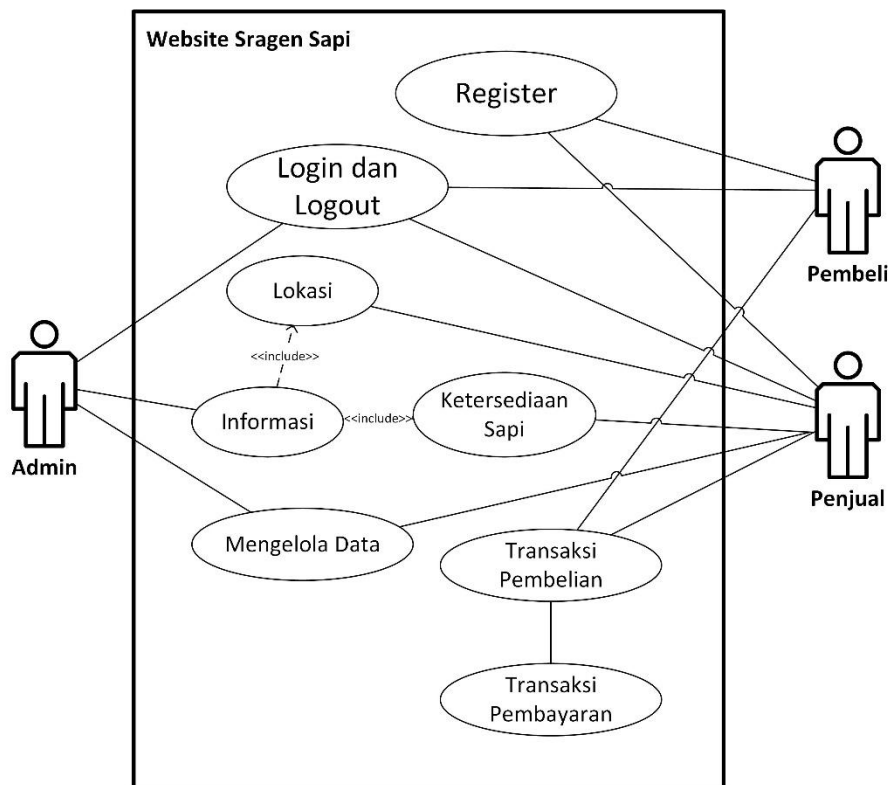 Website Sragen Sapi
Register
Login dan
Logout
Pembeli
Lokasi
<<include>>
Admin
Informasi
<<include>>
Ketersediaan
Sapi
Penjual
Mengelola Data
Transaksi
Pembelian
Transaksi
Pembayaran